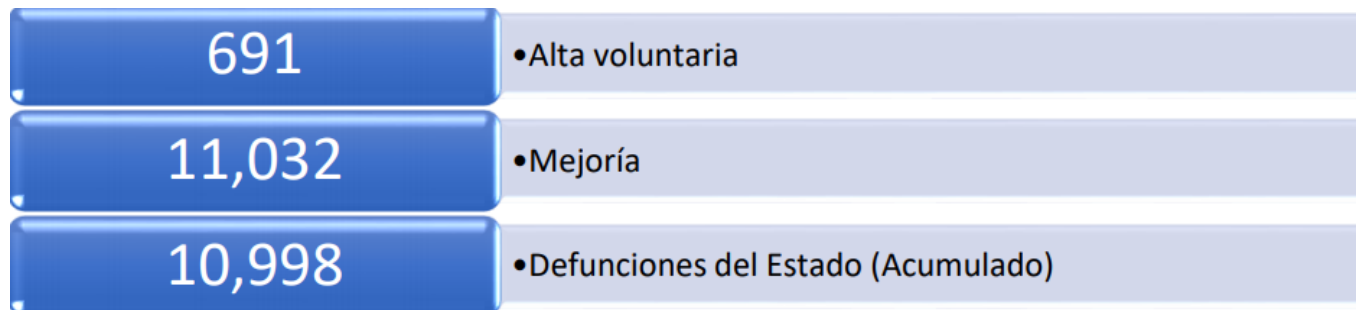 691 •Alta voluntaria
11,032 •Mejoría
10,998 •Defunciones del Estado (Acumulado)